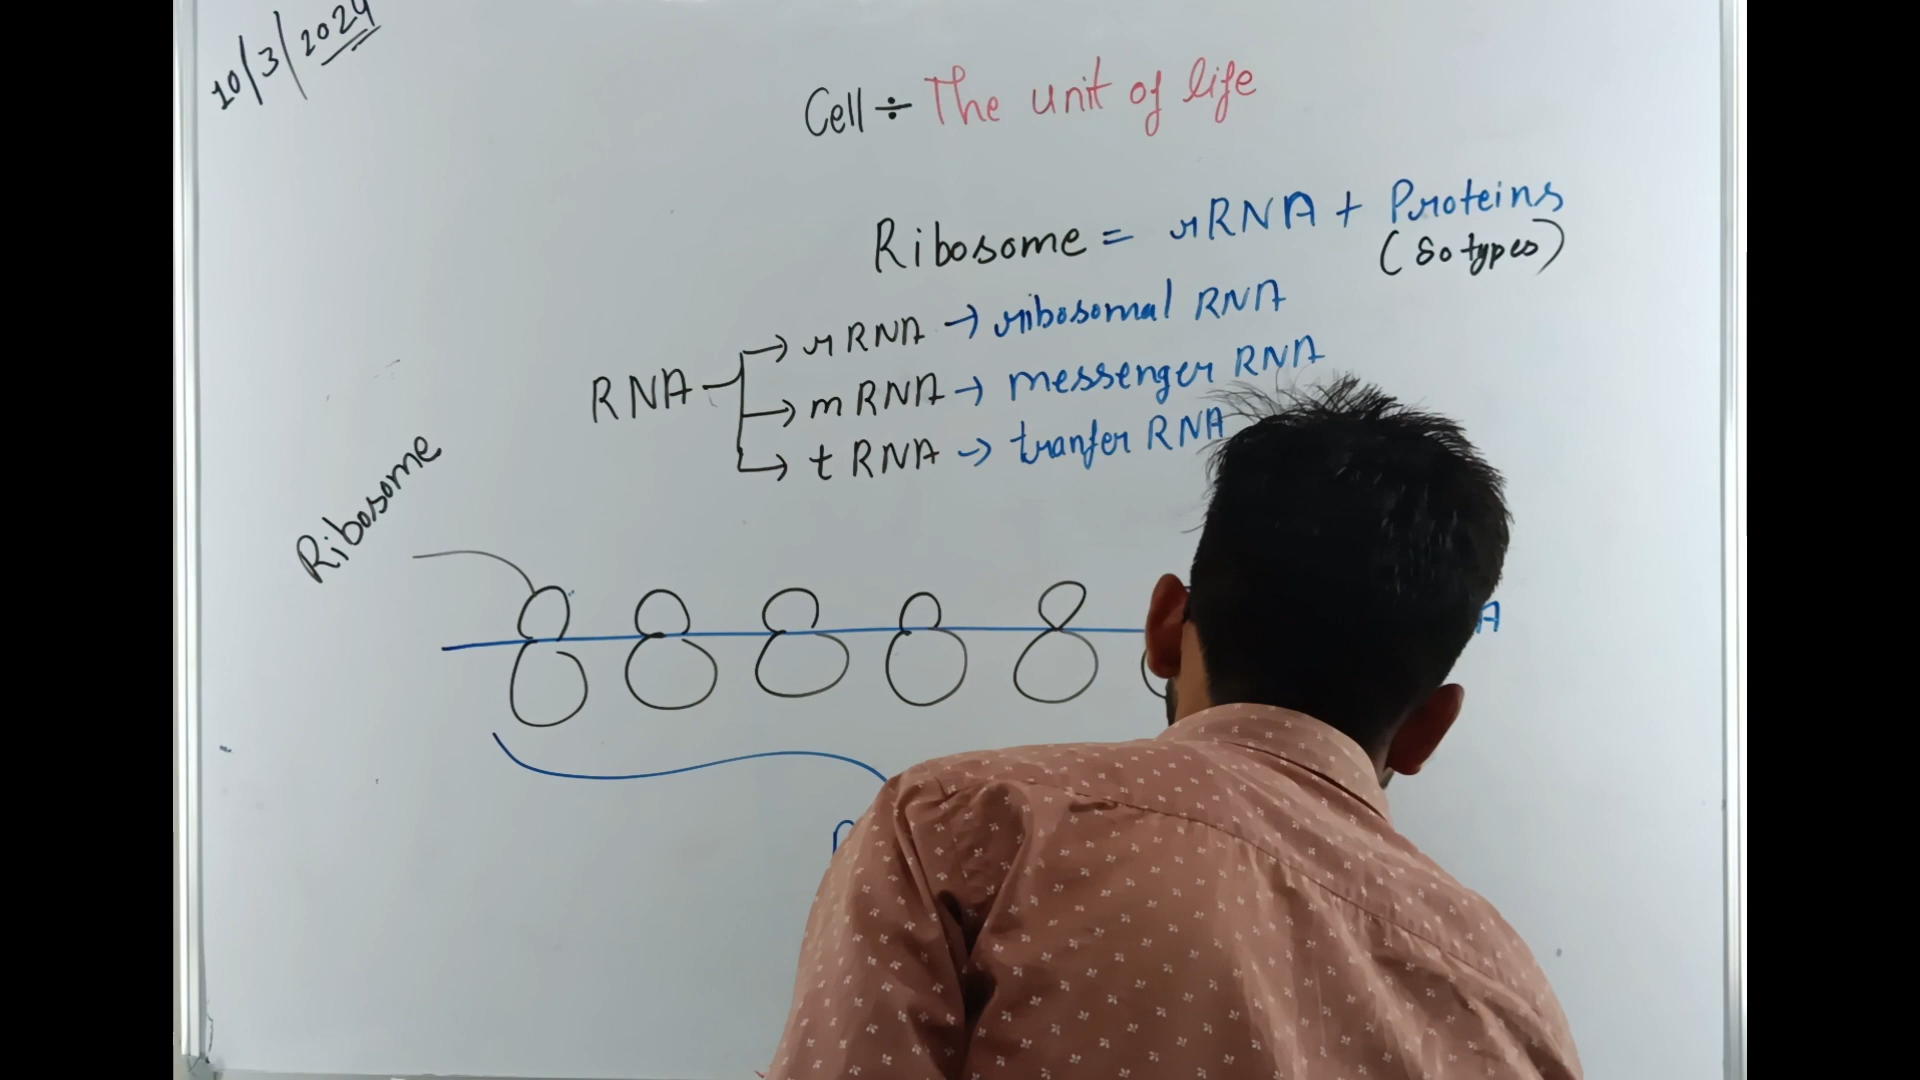 10/3/2024
Cell ÷ The unit of life
Ribosome = rRNA + Proteins
(80 types)
RNA → rRNA → ribosomal RNA
→ mRNA → messenger RNA
→ tRNA → tranfer RNA
Ribosome
A